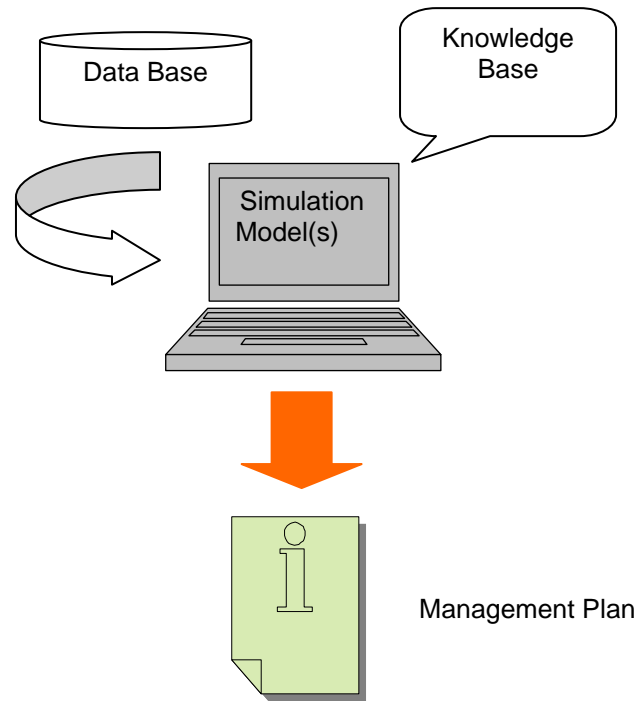 Data Base
Knowledge
Base
Simulation
Model(s)
i
Management Plan